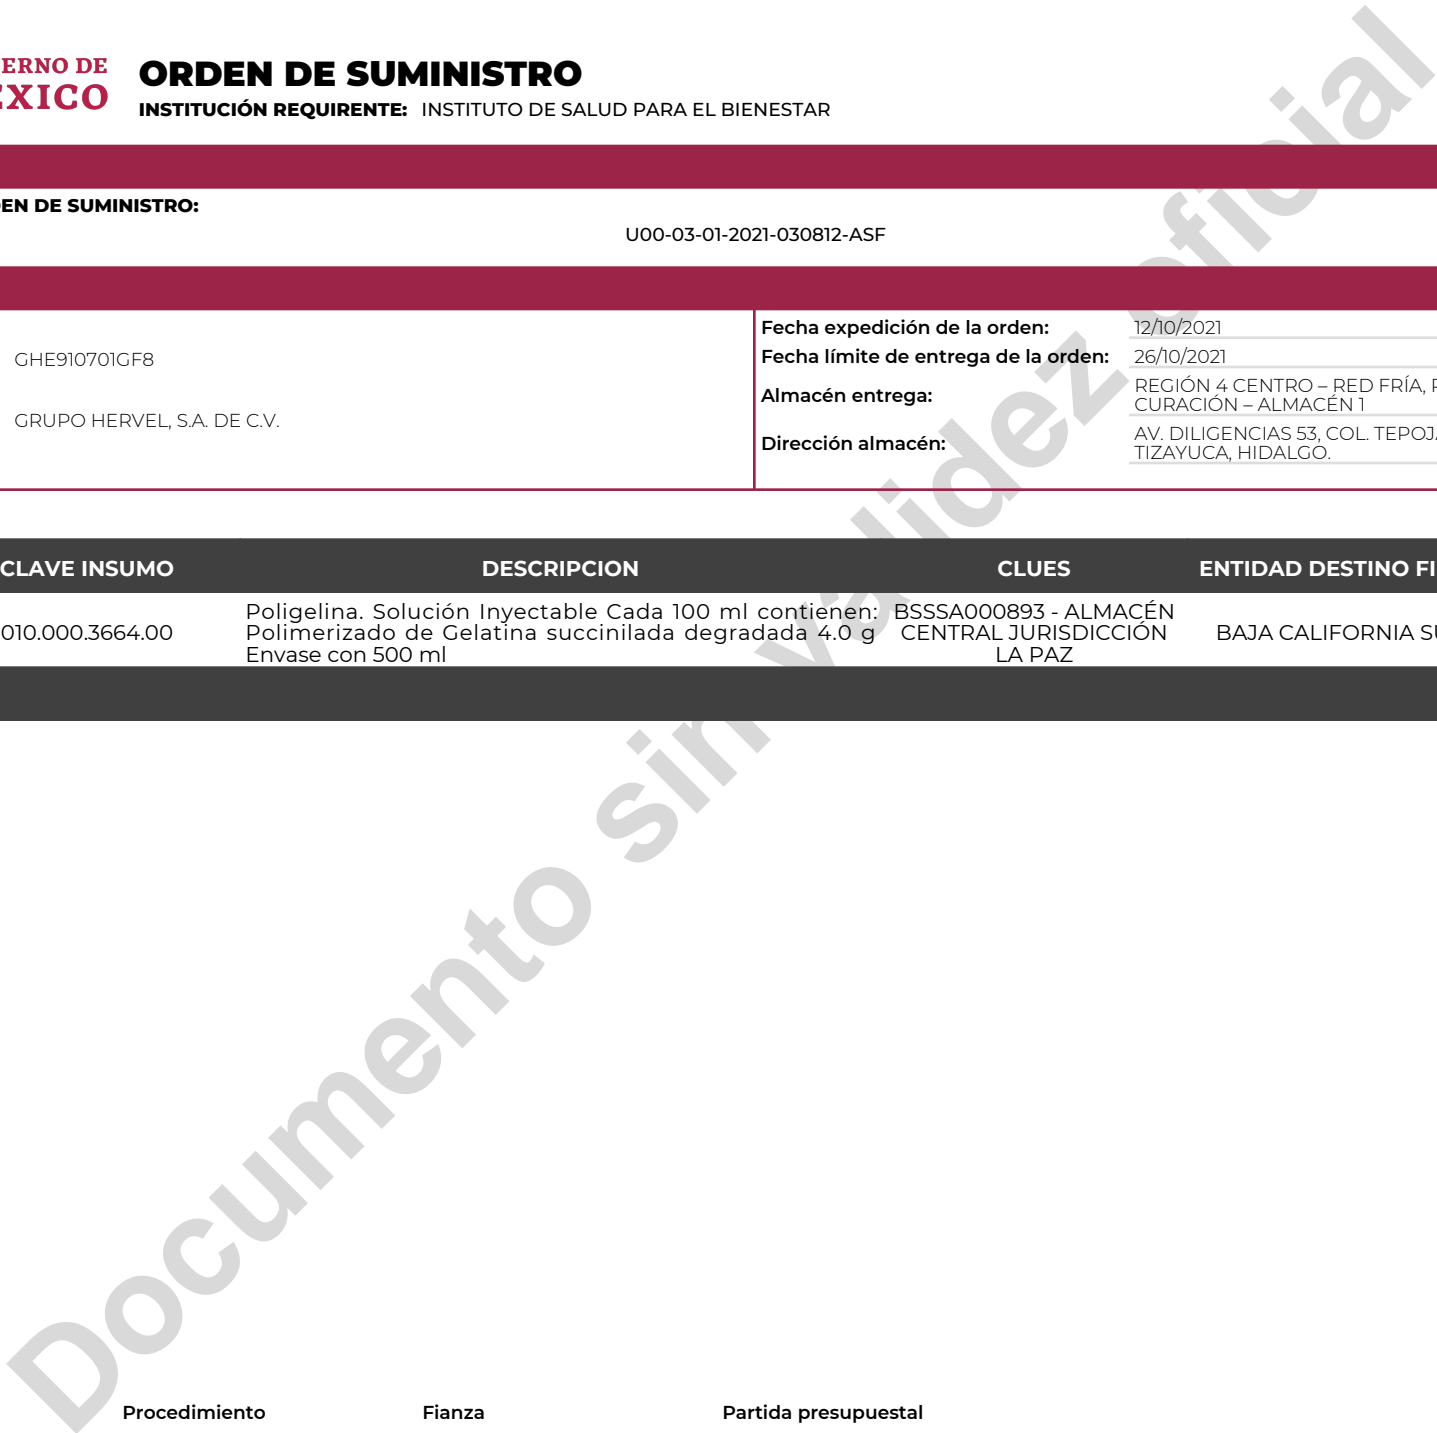 ERNO DE
ORDEN DE SUMINISTRO
EXICO
INSTITUCIÓN REQUIRENTE: INSTITUTO DE SALUD PARA EL BIENESTAR
EN DE SUMINISTRO:
U00-03-01-2021-030812-ASF
GHE910701GF8
GRUPO HERVEL, S.A. DE C.V.
Fecha expedición de la orden: 12/10/2021
Fecha límite de entrega de la orden: 26/10/2021
Almacén entrega: REGIÓN 4 CENTRO – RED FRÍA,
CURACIÓN – ALMACÉN 1
Dirección almacén: AV. DILIGENCIAS 53, COL. TEPOJ
TIZAYUCA, HIDALGO.
CLAVE INSUMO DESCRIPCION CLUES ENTIDAD DESTINO FI
010.000.3664.00
Poligelina. Solución Inyectable Cada 100 ml contienen:
Polimerizado de Gelatina succinilada degradada 4.0 g
Envase con 500 ml
BSSSA000893 - ALMACÉN
CENTRAL JURISDICCIÓN
LA PAZ
BAJA CALIFORNIA S
Documento sin validez oficial
Procedimiento Fianza Partida presupuestal